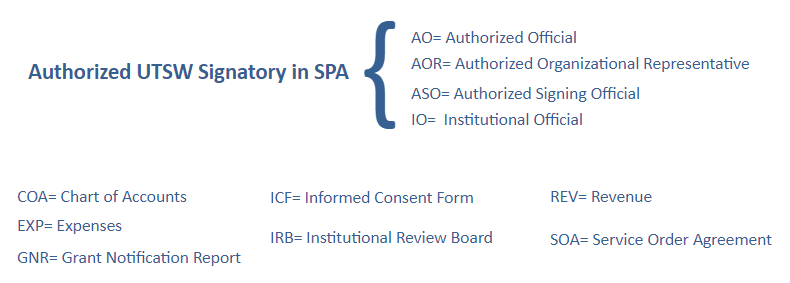 Authorized UTSW Signatory in SPA
AO= Authorized Official
AOR= Authorized Organizational Representative
ASO= Authorized Signing Official
IO= Institutional Official
COA= Chart of Accounts
EXP= Expenses
GNR= Grant Notification Report
ICF= Informed Consent Form
IRB= Institutional Review Board
REV= Revenue
SOA= Service Order Agreement